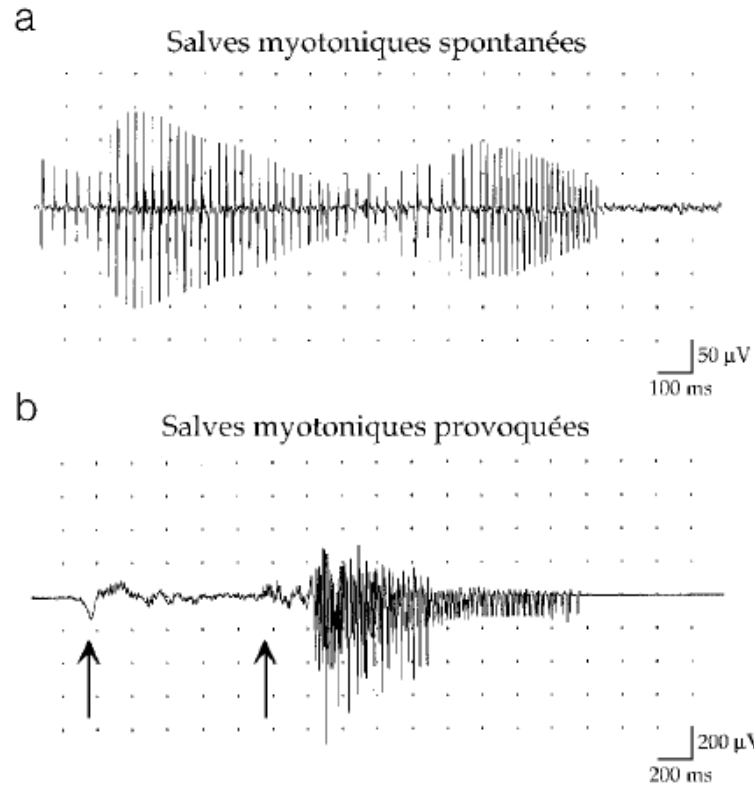 a
Salves myotoniques spontanées
50 μV
100 ms
b
Salves myotoniques provoquées
200 μV
200 ms